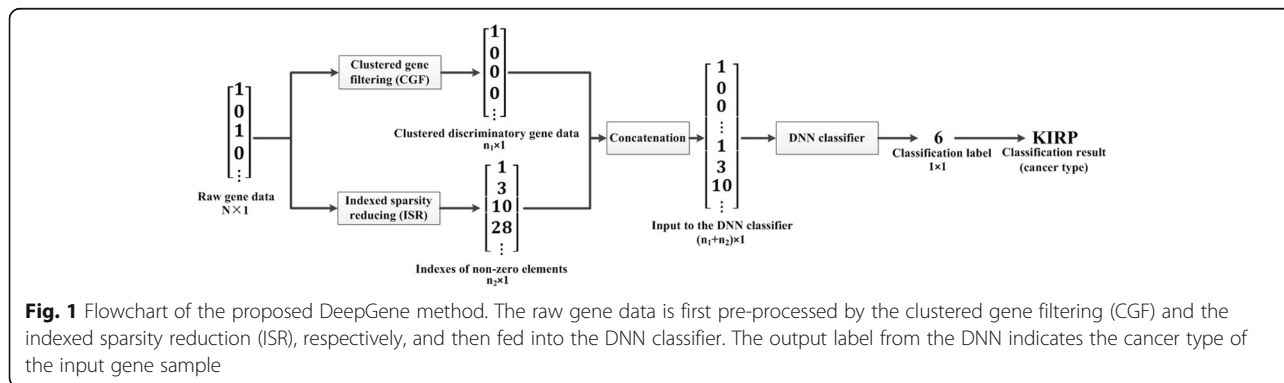 1
0
1
0
⋮
Raw gene data
N×1
Clustered gene
filtering (CGF)
1
0
0
0
⋮
Clustered discriminatory gene data
n₁×1
Indexed sparsity
reducing (ISR)
1
3
10
28
⋮
Indexes of non-zero elements
n₂×1
Concatenation
1
0
0
⋮
1
3
10
⋮
Input to the DNN classifier
(n₁+n₂)×1
DNN classifier
6
Classification label
1×1
KIRP
Classification result
(cancer type)
Fig. 1 Flowchart of the proposed DeepGene method. The raw gene data is first pre-processed by the clustered gene filtering (CGF) and the
indexed sparsity reduction (ISR), respectively, and then fed into the DNN classifier. The output label from the DNN indicates the cancer type of
the input gene sample